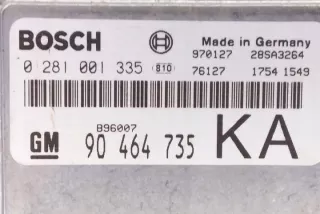 BOSCH Made in Germany
970127 28SA3264
0 281 001 335 810 76127 1754 1549
B96007
GM 90 464 735 KA